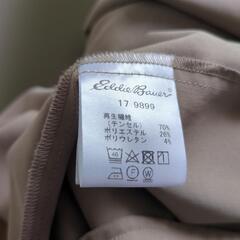 Eddie Bauer
17 9899
再生繊維
(テンセル) 70%
ポリエステル 26%
ポリウレタン 4%